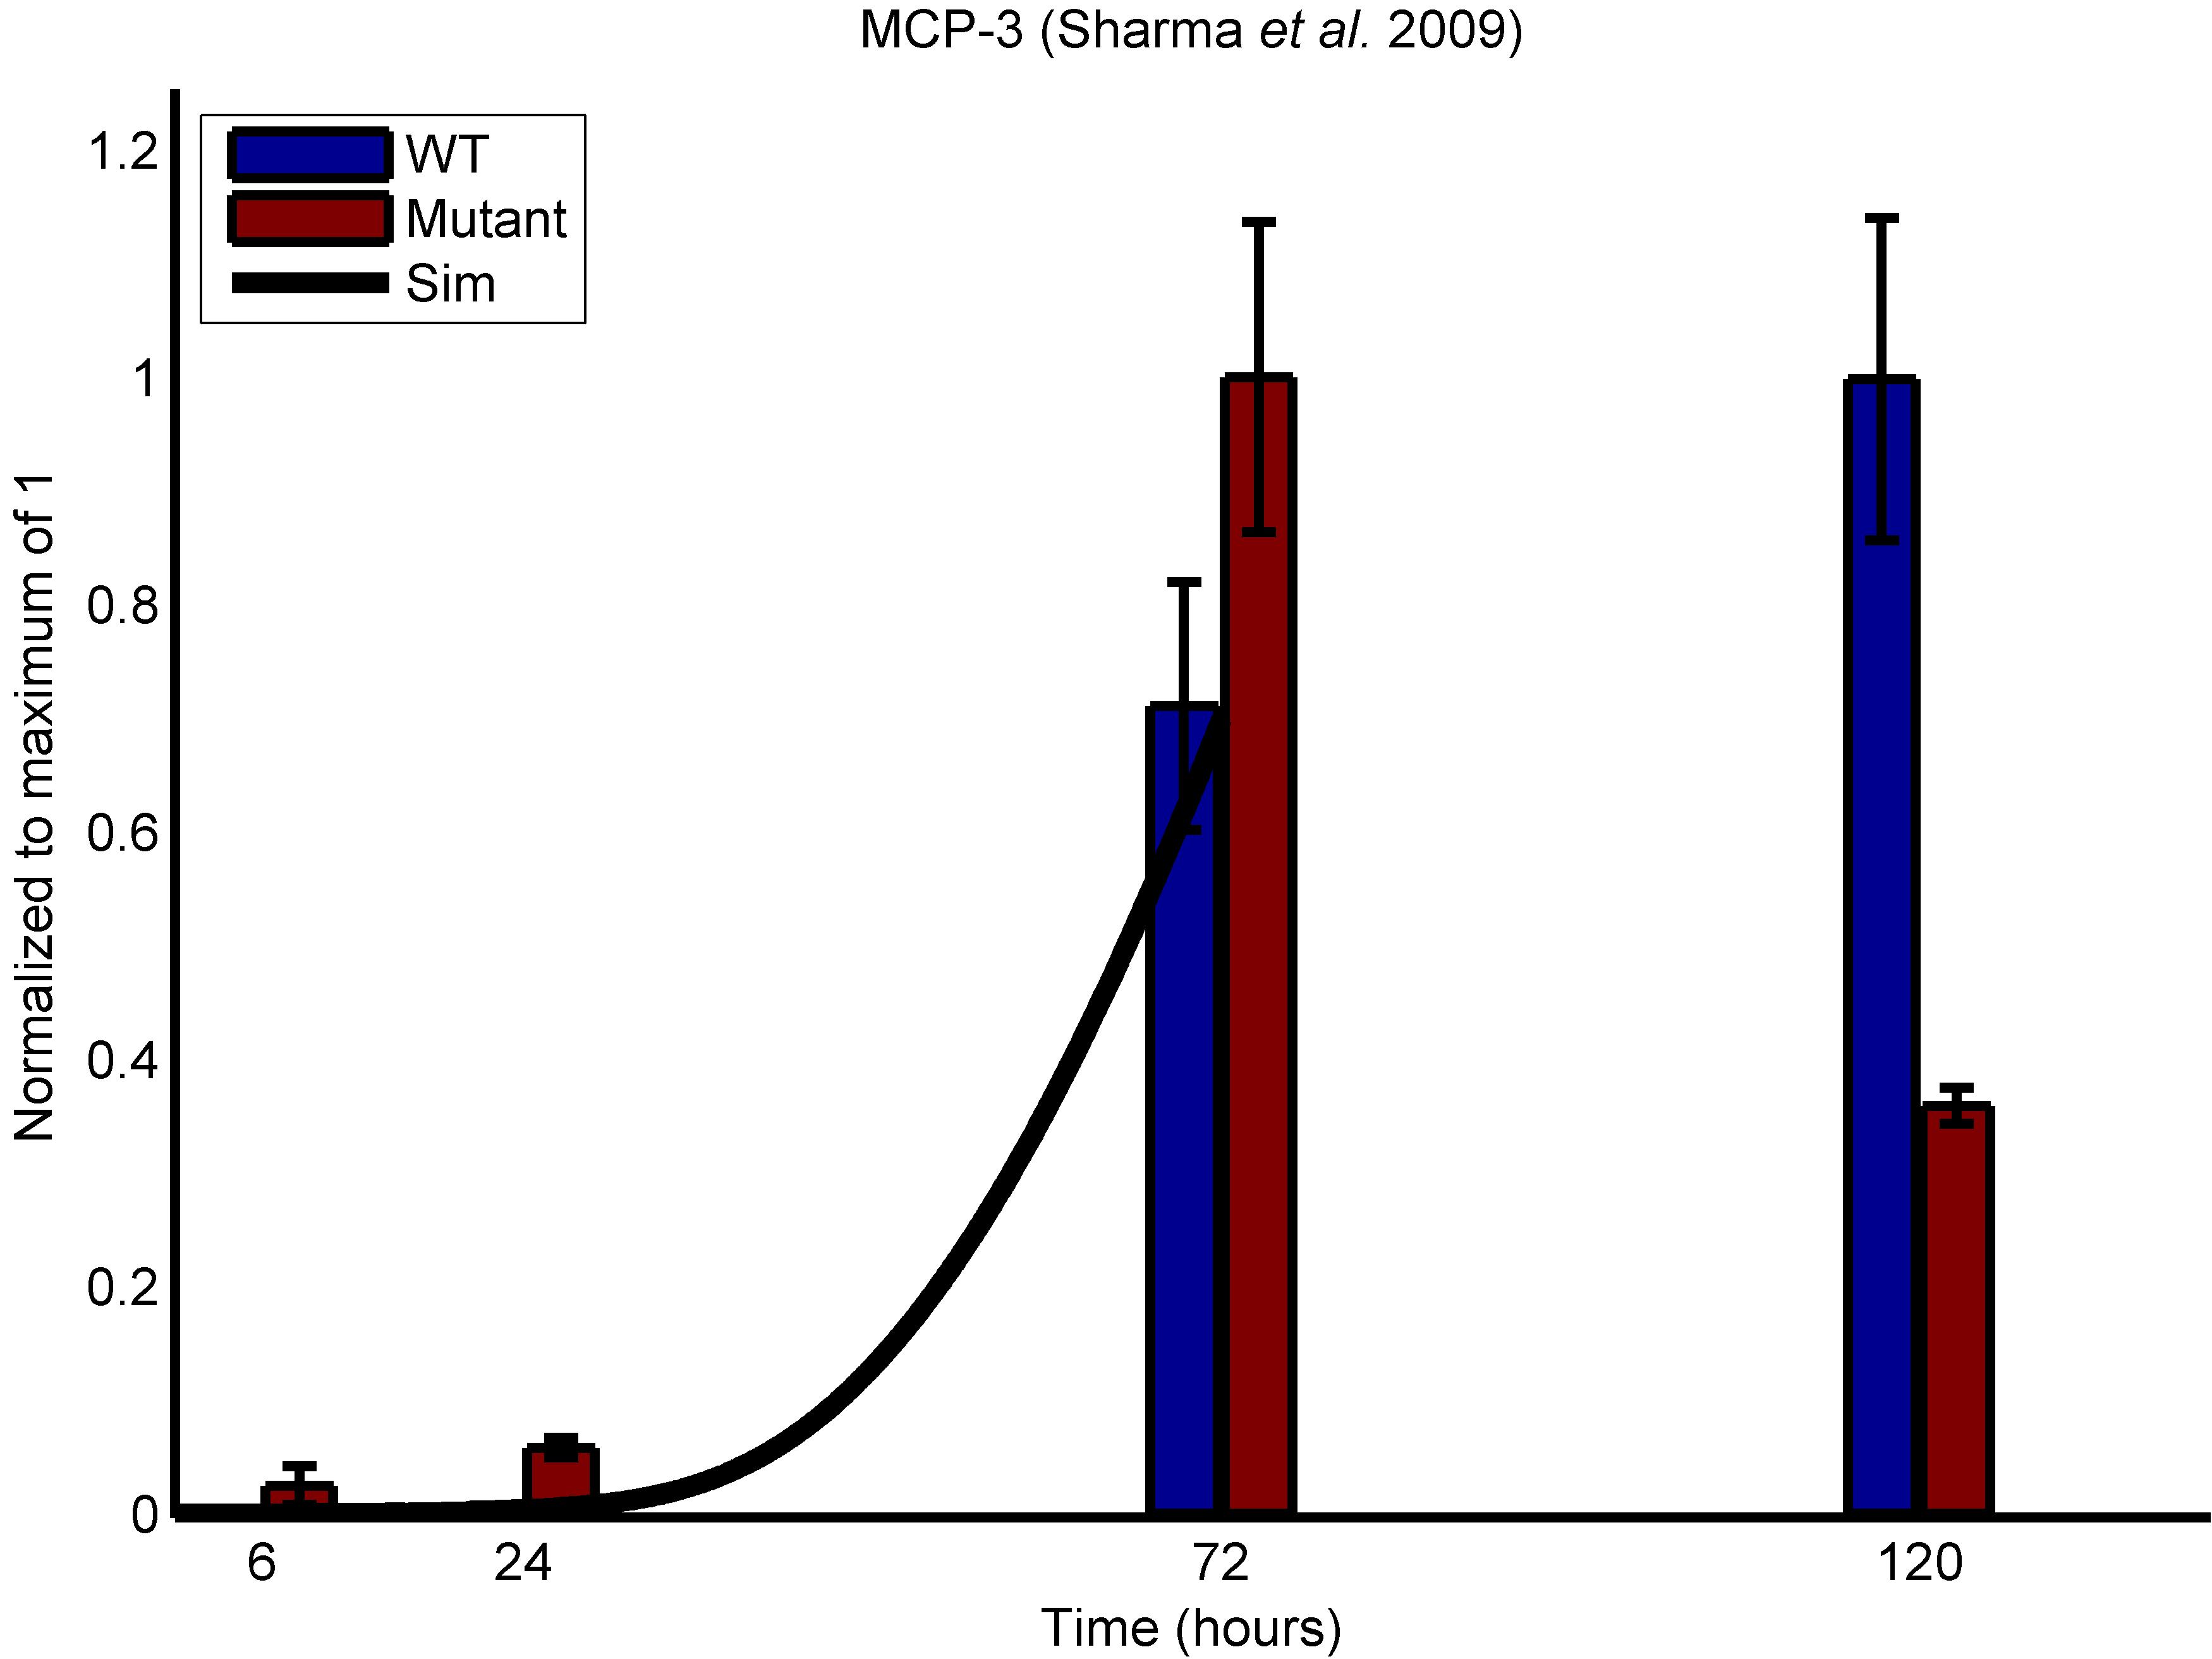 MCP-3 (Sharma et al. 2009)
WT
Mutant
Sim
1.2
1
0.8
0.6
0.4
0.2
0
Normalized to maximum of 1
6 24 72 120
Time (hours)